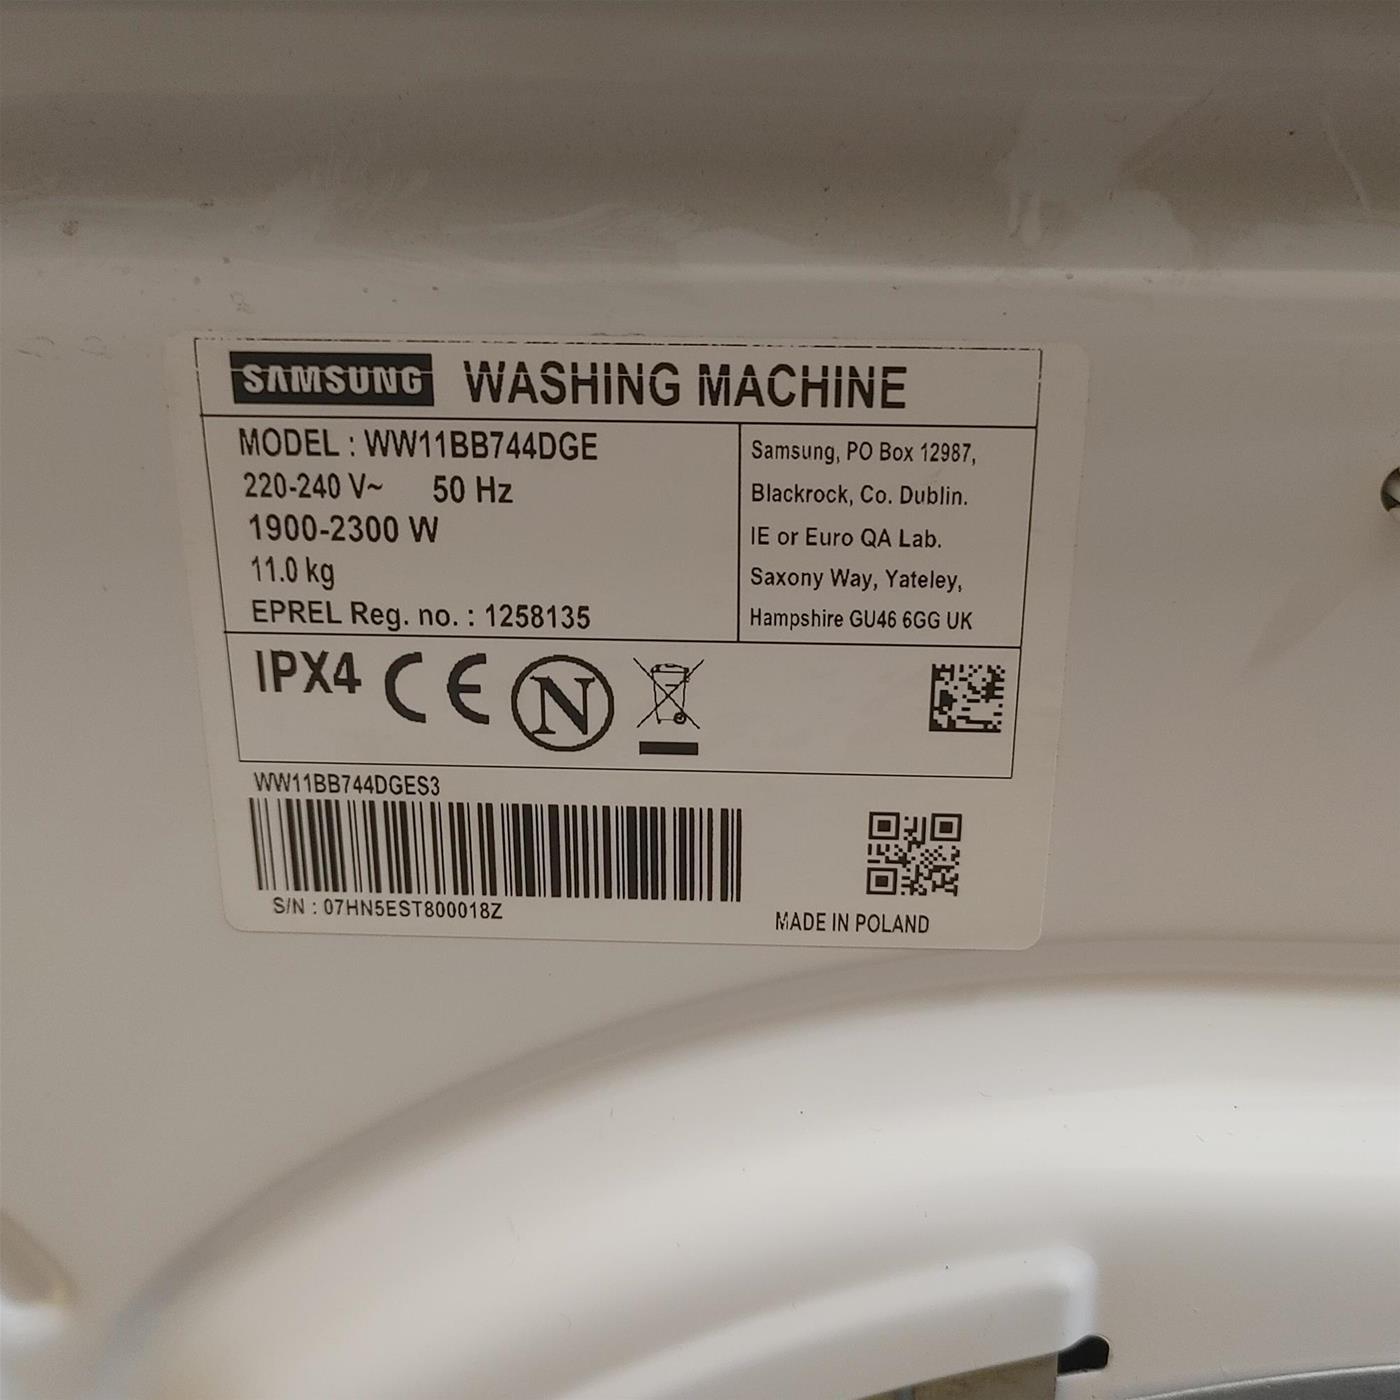 SAMSUNG WASHING MACHINE
MODEL : WW11BB744DGE
220-240 V~ 50 Hz
1900-2300 W
11.0 kg
EPREL Reg. no. : 1258135
Samsung, PO Box 12987,
Blackrock, Co. Dublin.
IE or Euro QA Lab.
Saxony Way, Yateley,
Hampshire GU46 6GG UK
IPX4 CE N
WW11BB744DGES3
S/N : 07HN5EST800018Z
MADE IN POLAND